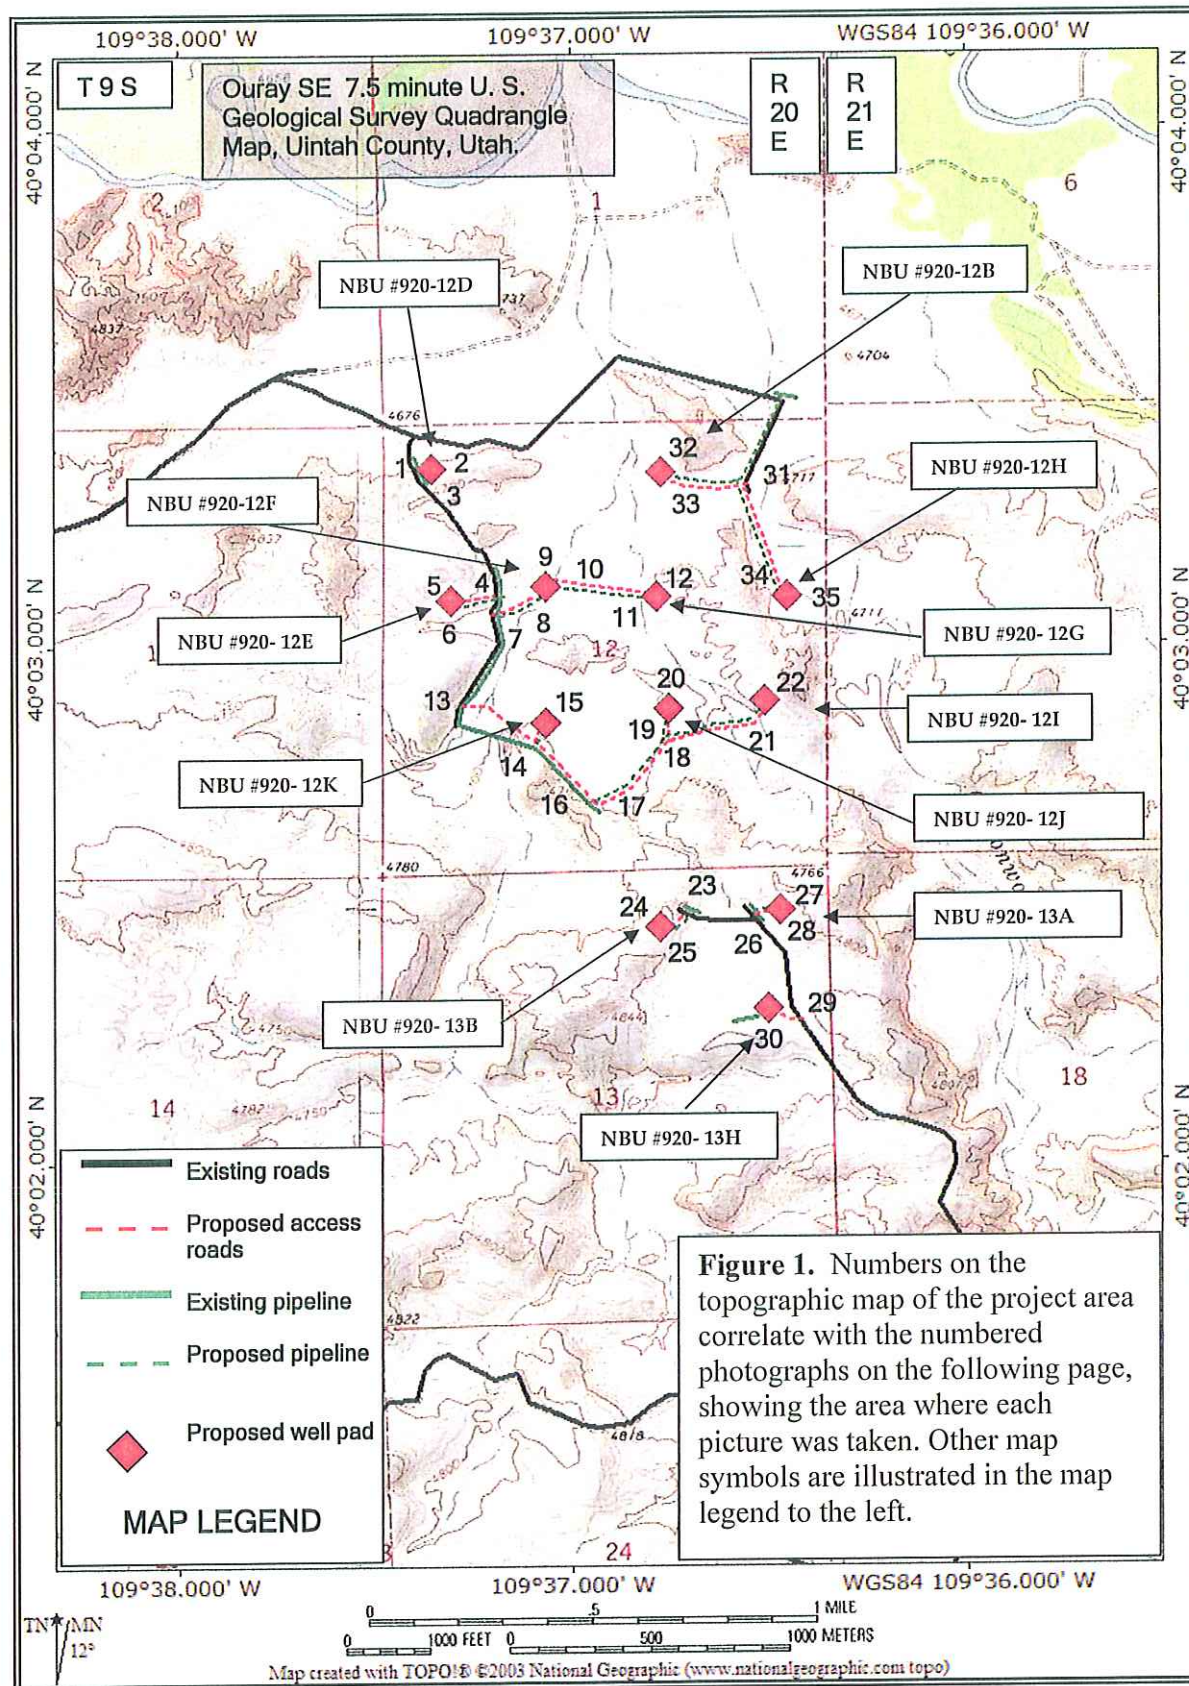 109°38.000' W
109°37.000' W
WGS84 109°36.000' W
40°04.000' N
40°04.000' N
T 9 S
Ouray SE 7.5 minute U. S.
Geological Survey Quadrangle
Map, Uintah County, Utah.
R
20
E
R
21
E
2
1
6
NBU #920-12D
NBU #920-12B
4837
4704
4676
32
1
2
3
33
31
NBU #920-12H
NBU #920-12F
4837
9
10
12
4
5
6
8
11
34
35
7
4711
NBU #920- 12E
NBU #920- 12G
40°03.000' N
40°03.000' N
12
20
22
13
15
19
NBU #920- 12I
14
18
21
NBU #920- 12K
16
17
4750
NBU #920- 12J
4780
4766
23
24
27
NBU #920- 13A
25
26
28
NBU #920- 13B
4844
29
30
14
4782
13
18
NBU #920- 13H
40°02.000' N
40°02.000' N
Existing roads
Proposed access
roads
Existing pipeline
Proposed pipeline
Proposed well pad
MAP LEGEND
4822
4818
24
Figure 1. Numbers on the
topographic map of the project area
correlate with the numbered
photographs on the following page,
showing the area where each
picture was taken. Other map
symbols are illustrated in the map
legend to the left.
109°38.000' W
109°37.000' W
WGS84 109°36.000' W
TN MN
12°
0 .5 1 MILE
0 1000 FEET 0 500 1000 METERS
Map created with TOPO!® ©2003 National Geographic (www.nationalgeographic.com topo)